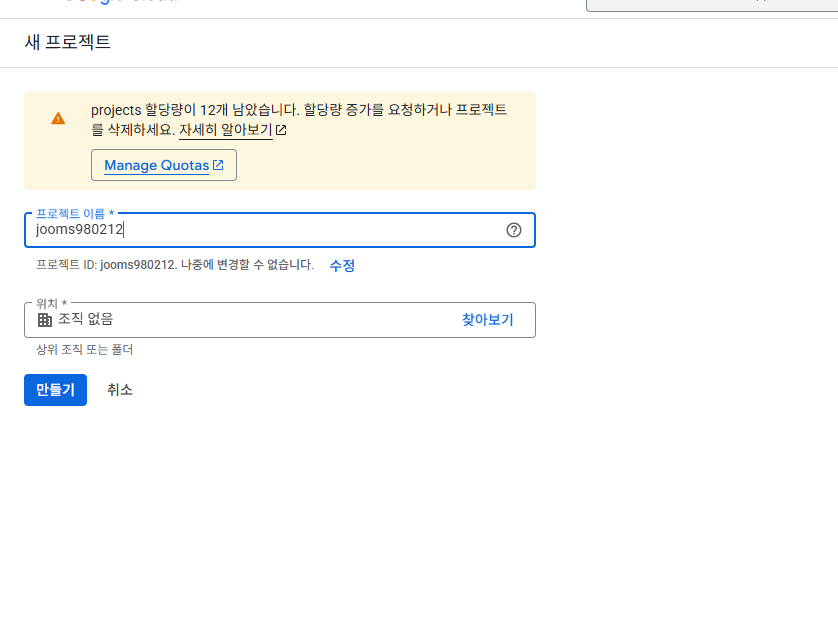 새 프로젝트
projects 할당량이 12개 남았습니다. 할당량 증가를 요청하거나 프로젝트
를 삭제하세요. 자세히 알아보기
Manage Quotas
프로젝트 이름 *
jooms980212
프로젝트 ID: jooms980212. 나중에 변경할 수 없습니다. 수정
위치 *
조직 없음 찾아보기
상위 조직 또는 폴더
만들기 취소